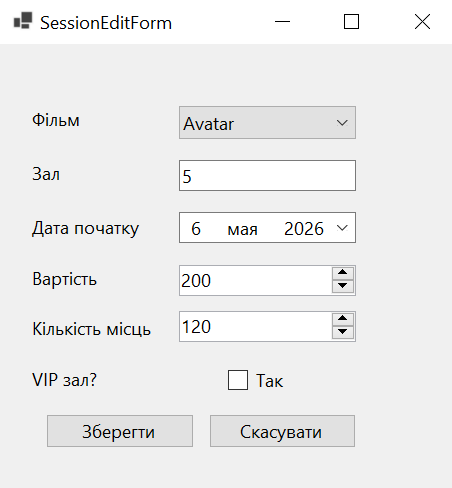 SessionEditForm
Фільм Avatar
Зал 5
Дата початку 6 мая 2026
Вартість 200
Кількість місць 120
VIP зал? Так
Зберегти Скасувати